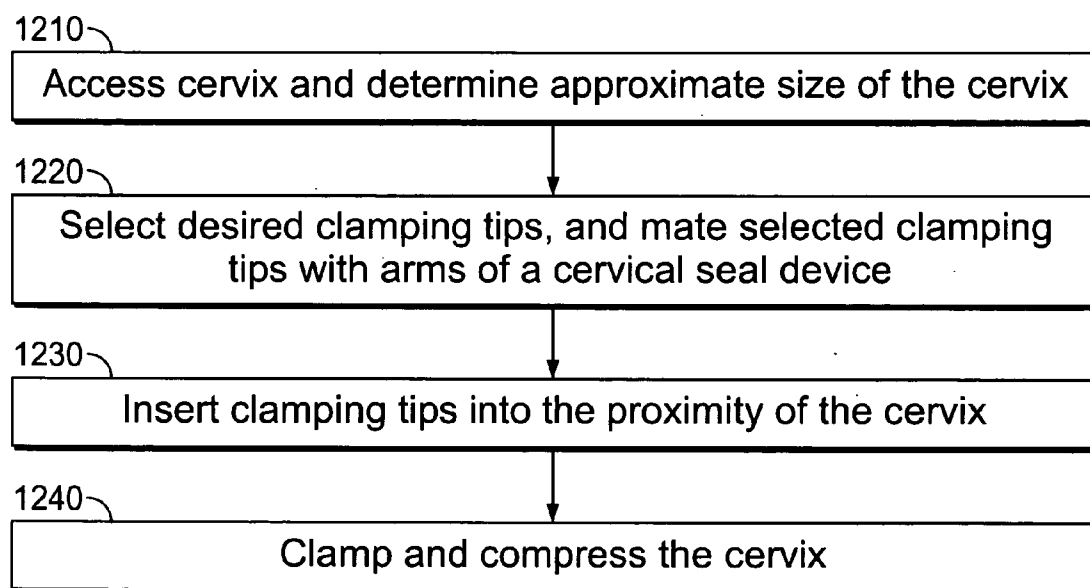 1210
Access cervix and determine approximate size of the cervix
1220
Select desired clamping tips, and mate selected clamping
tips with arms of a cervical seal device
1230
Insert clamping tips into the proximity of the cervix
1240
Clamp and compress the cervix